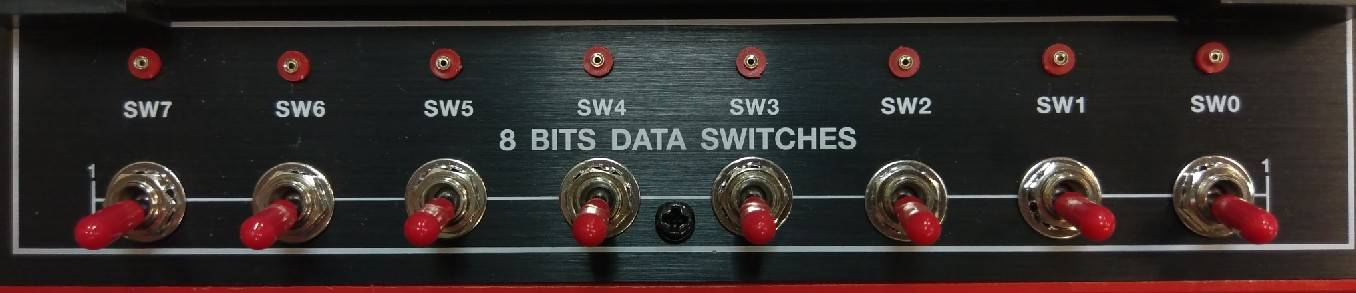 SW7 SW6 SW5 SW4 SW3 SW2 SW1 SW0
8 BITS DATA SWITCHES
1 1